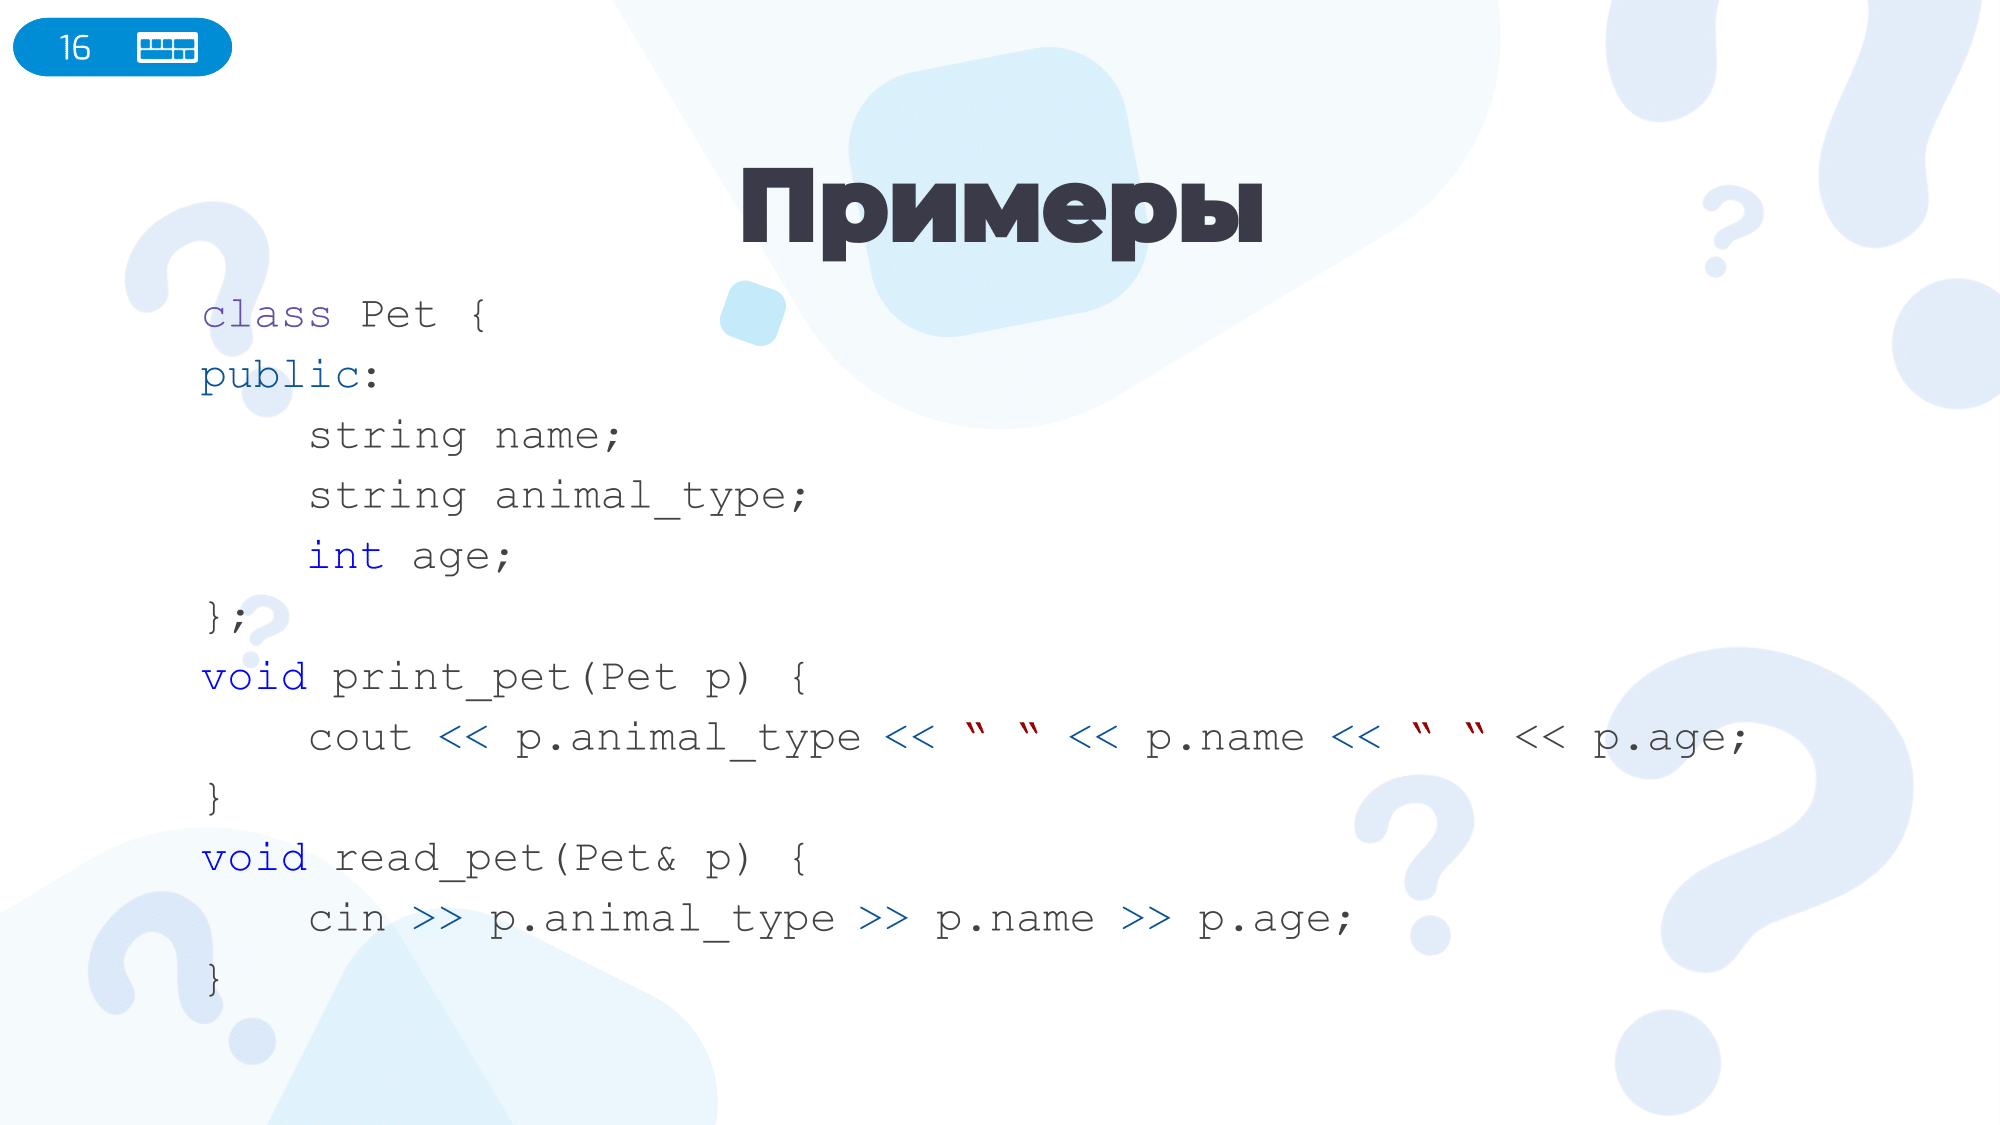 16
Примеры
class Pet {
public:
    string name;
    string animal_type;
    int age;
};
void print_pet(Pet p) {
    cout << p.animal_type << “ “ << p.name << “ “ << p.age;
}
void read_pet(Pet& p) {
    cin >> p.animal_type >> p.name >> p.age;
}